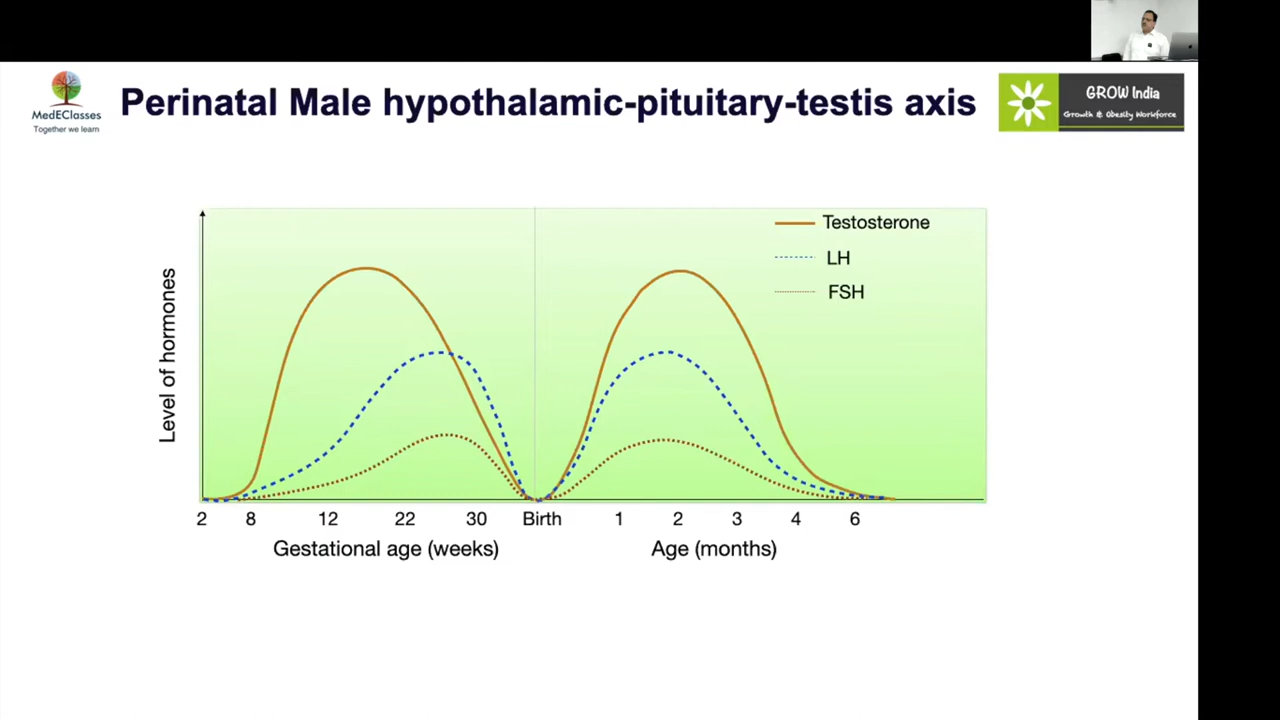 MedEClasses
Together we learn
Perinatal Male hypothalamic-pituitary-testis axis
GROW India
Growth & Obesity Workforce
Level of hormones
Testosterone
LH
FSH
2 8 12 22 30 Birth 1 2 3 4 6
Gestational age (weeks) Age (months)